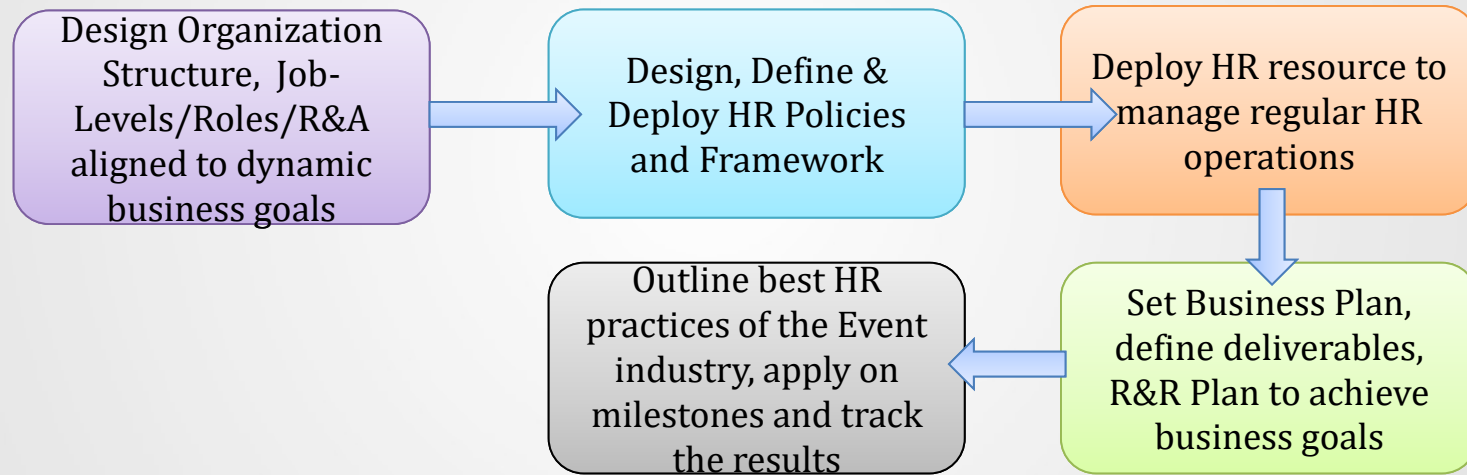 Design Organization
Structure,  Job-
Levels/Roles/R&A
aligned to dynamic
business goals
Design, Define &
Deploy HR Policies
and Framework
Deploy HR resource to
manage regular HR
operations
Set Business Plan,
define deliverables,
R&R Plan to achieve
business goals
Outline best HR
practices of the Event
industry, apply on
milestones and track
the results